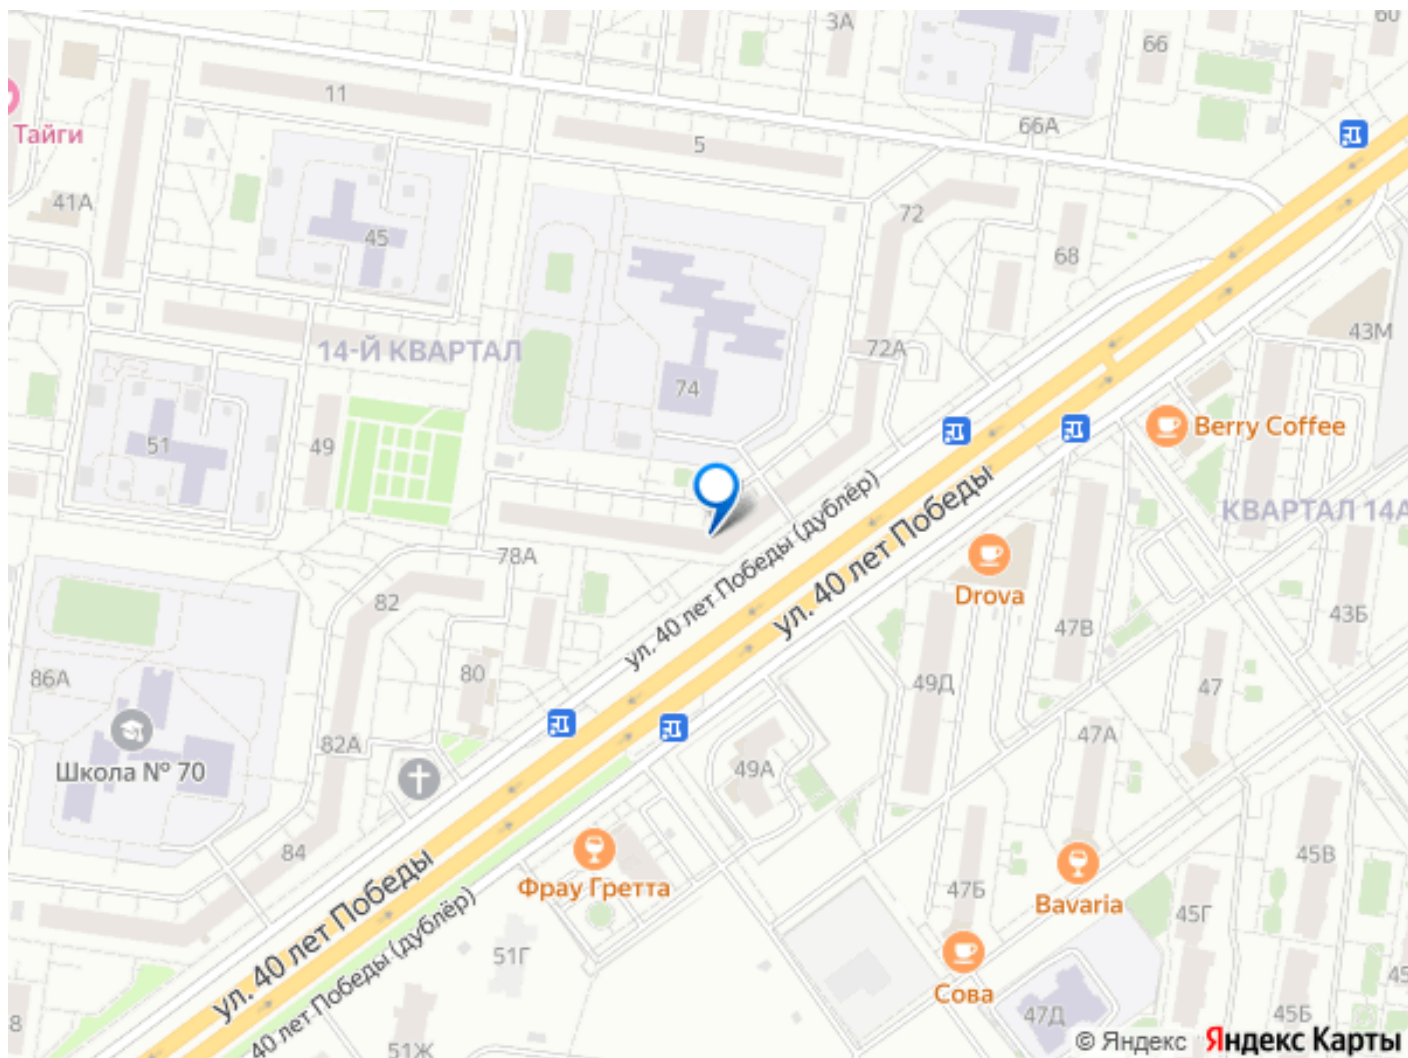 60
3А
66
11
66А
Тайги
5
41А
72
45
68
43М
14-Й КВАРТАЛ
72А
74
Berry Coffee
51
49
КВАРТАЛ 14А
78А
ул. 40 лет Победы (дублёр)
ул. 40 лет Победы
Drova
82
43Б
47В
80
86А
49Д
47
82А
47А
Школа № 70
49А
84
45В
Фрау Гретта
47Б
Bavaria
45Г
ул. 40 лет Победы
40 лет Победы (дублёр)
51Г
45
Сова
8
47Д
45Б
51Ж
© Яндекс Яндекс Карты